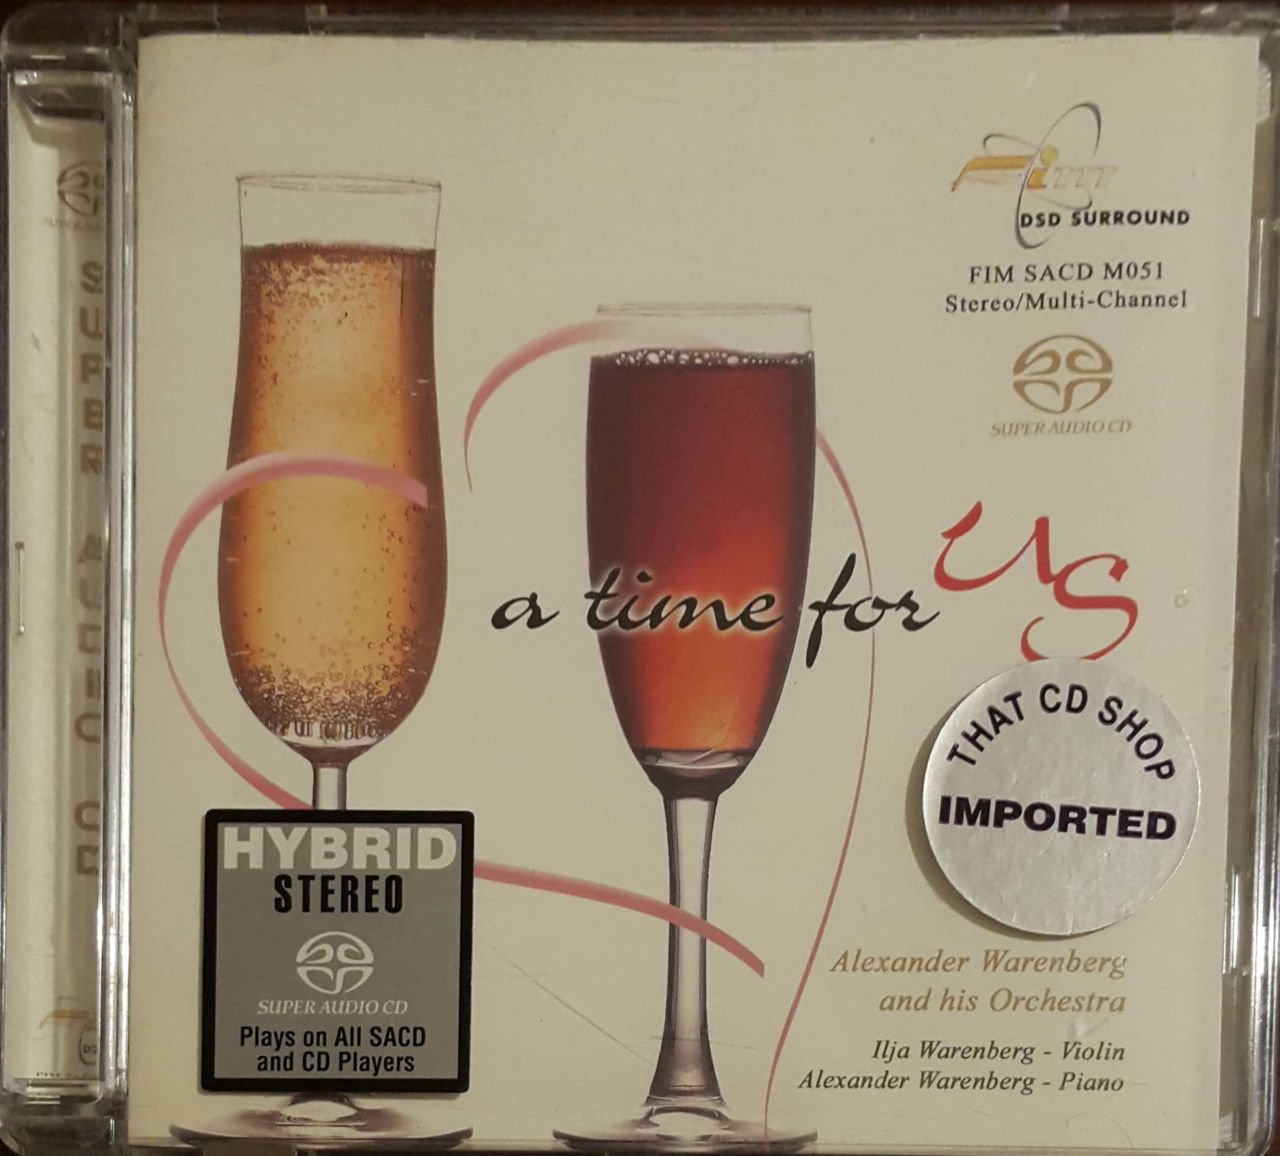 Fim
DSD SURROUND
FIM SACD M051
Stereo/Multi-Channel
SUPER AUDIO CD
a time for us
THAT CD SHOP
IMPORTED
HYBRID
STEREO
SUPER AUDIO CD
Plays on All SACD
and CD Players
Alexander Warenberg
and his Orchestra
Ilja Warenberg - Violin
Alexander Warenberg - Piano
SUPER AUDIO CD